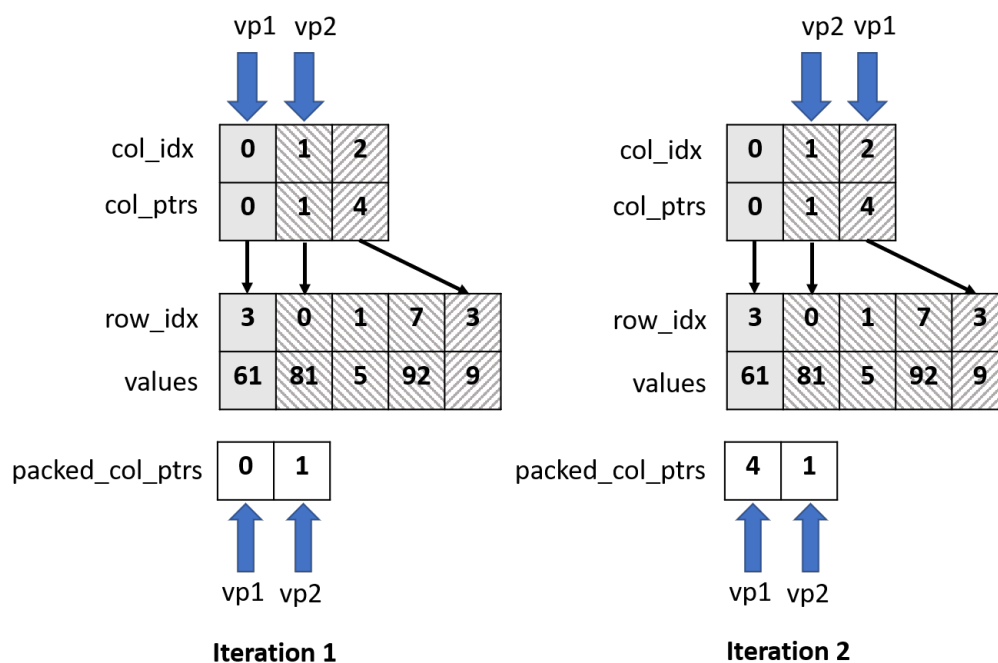 vp1 vp2
col_idx 0 1 2
col_ptrs 0 1 4
row_idx 3 0 1 7 3
values 61 81 5 92 9
packed_col_ptrs 0 1
vp1 vp2
Iteration 1
vp2 vp1
col_idx 0 1 2
col_ptrs 0 1 4
row_idx 3 0 1 7 3
values 61 81 5 92 9
packed_col_ptrs 4 1
vp1 vp2
Iteration 2